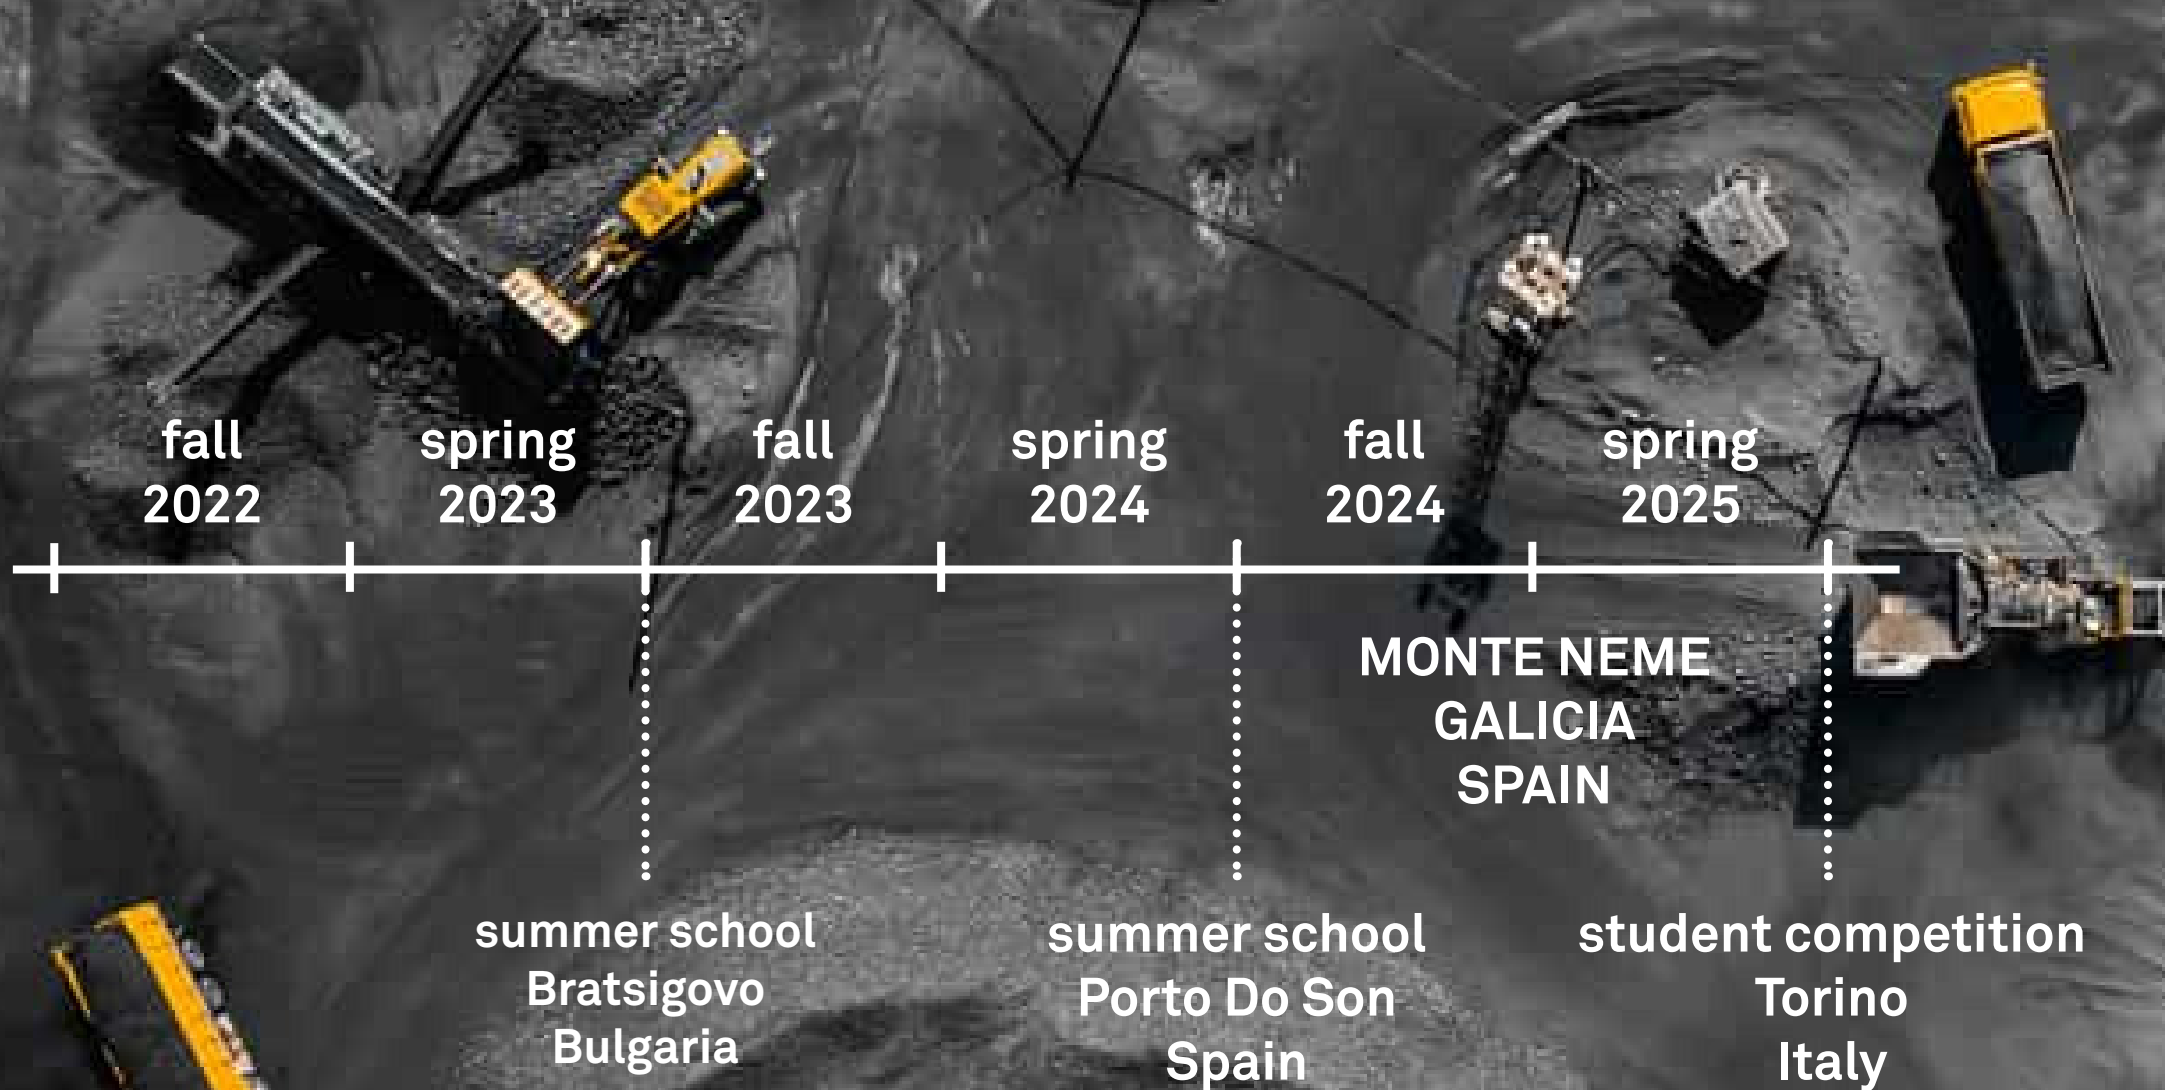 fall
2022
spring
2023
fall
2023
spring
2024
fall
2024
spring
2025
MONTE NEME
GALICIA
SPAIN
summer school
Bratsigovo
Bulgaria
summer school
Porto Do Son
Spain
student competition
Torino
Italy